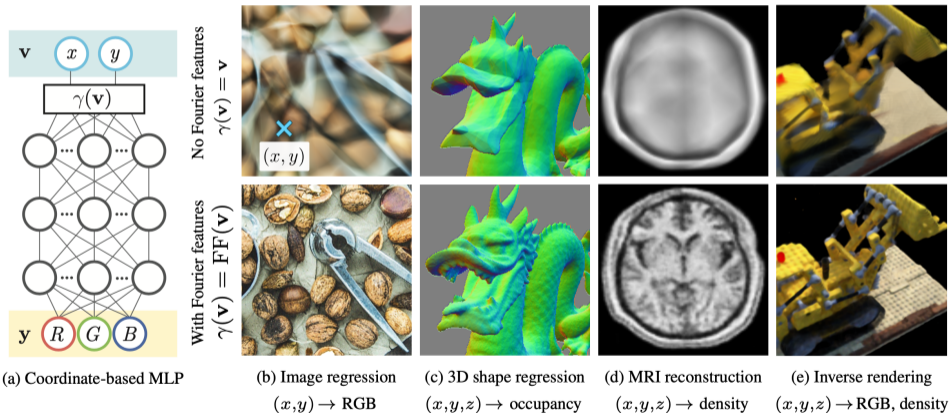 v
x
y
γ(v)
y
R
G
B
(a) Coordinate-based MLP
No Fourier features
γ(v) = v
With Fourier features
γ(v) = FF(v)
(x, y)
(b) Image regression
(x,y) → RGB
(c) 3D shape regression
(x,y,z) → occupancy
(d) MRI reconstruction
(x,y,z) → density
(e) Inverse rendering
(x,y,z) → RGB, density